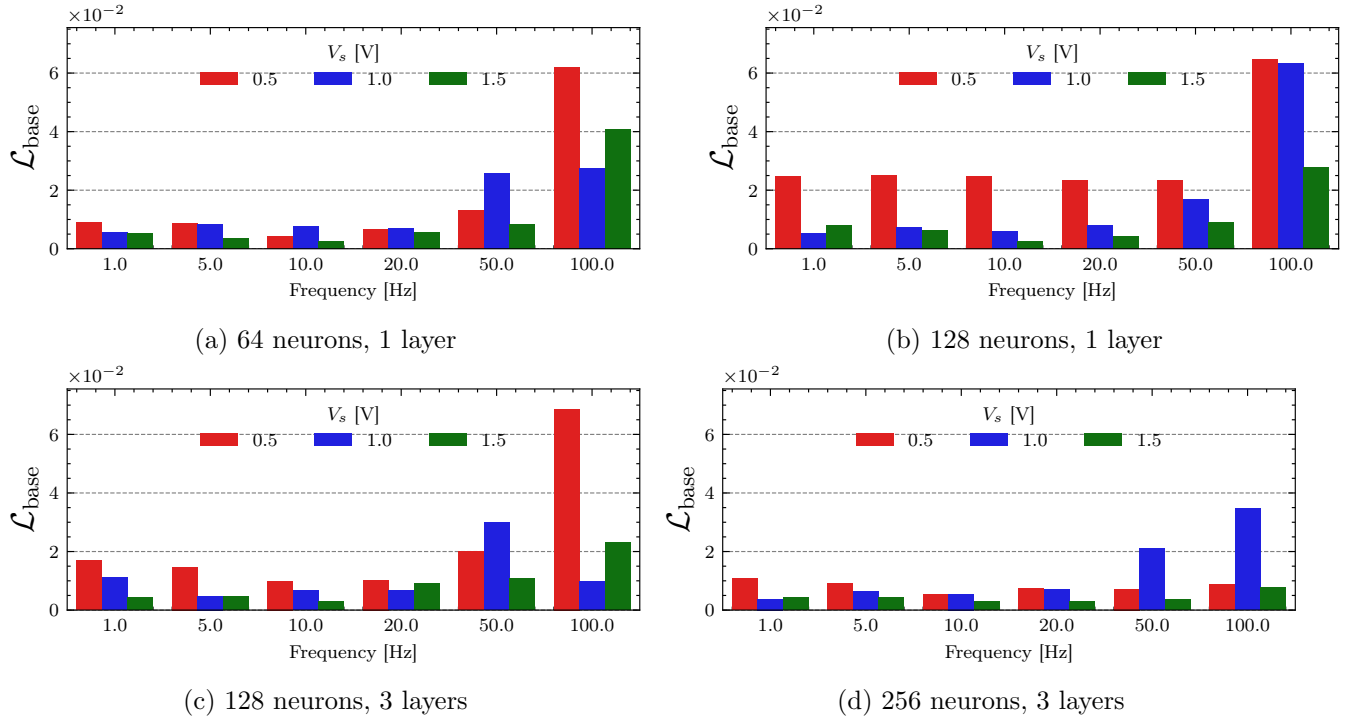 ×10⁻²
V_s [V]
0.5 1.0 1.5
6
4
2
0
ℒ_base
1.0 5.0 10.0 20.0 50.0 100.0
Frequency [Hz]
(a) 64 neurons, 1 layer
×10⁻²
V_s [V]
0.5 1.0 1.5
6
4
2
0
ℒ_base
1.0 5.0 10.0 20.0 50.0 100.0
Frequency [Hz]
(b) 128 neurons, 1 layer
×10⁻²
V_s [V]
0.5 1.0 1.5
6
4
2
0
ℒ_base
1.0 5.0 10.0 20.0 50.0 100.0
Frequency [Hz]
(c) 128 neurons, 3 layers
×10⁻²
V_s [V]
0.5 1.0 1.5
6
4
2
0
ℒ_base
1.0 5.0 10.0 20.0 50.0 100.0
Frequency [Hz]
(d) 256 neurons, 3 layers